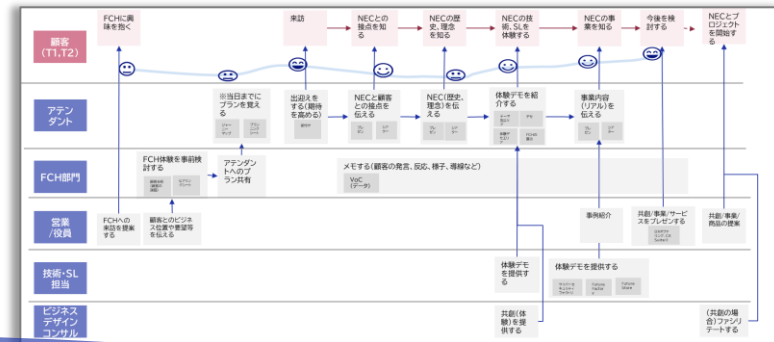 顧客
(T1,T2)
FCHに興
味を抱く
来訪
NECとの
接点を知
る
NECの歴
史、理念
を知る
NECの技
術、SLを
体験する
NECの事
業を知る
今後を検
討する
NECとプ
ロジェクト
を開始す
る
アテン
ダント
※当日までに
プランを覚え
る
出迎えを
する(期待
を高める)
NECと顧客
との接点を
伝える
NEC(歴史、
理念)を伝
える
体験デモを紹
介する
事業内容
(リアル)を
伝える
FCH部門
FCH体験を事前検
討する
アテンダント
へのプ
ラン共有
メモする(顧客の発言、反応、様子、導線など)
VoC
(データ)
営業
/役員
FCHへの
来訪を提案
する
顧客とのビジネ
ス位置や要望等
を伝える
事例紹介
共創/事業/サービ
スをプレゼンする
共創/事業/
商品の提案
技術・SL
担当
体験デモ
を提供す
る
体験デモを提供する
ビジネス
デザイン
コンサル
共創(体
験)を提
供する
(共創の場
合)ファシリ
テートする